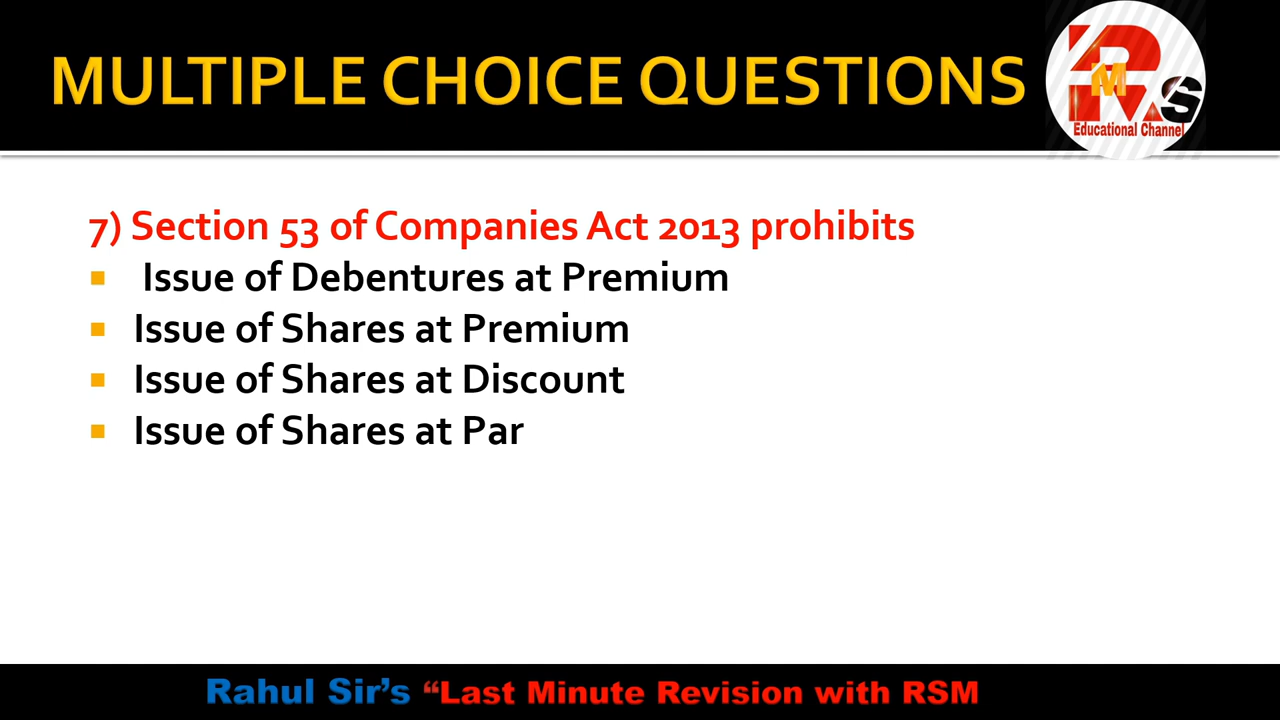 MULTIPLE CHOICE QUESTIONS
RMS
Educational Channel
7) Section 53 of Companies Act 2013 prohibits
Issue of Debentures at Premium
Issue of Shares at Premium
Issue of Shares at Discount
Issue of Shares at Par
Rahul Sir’s “Last Minute Revision with RSM